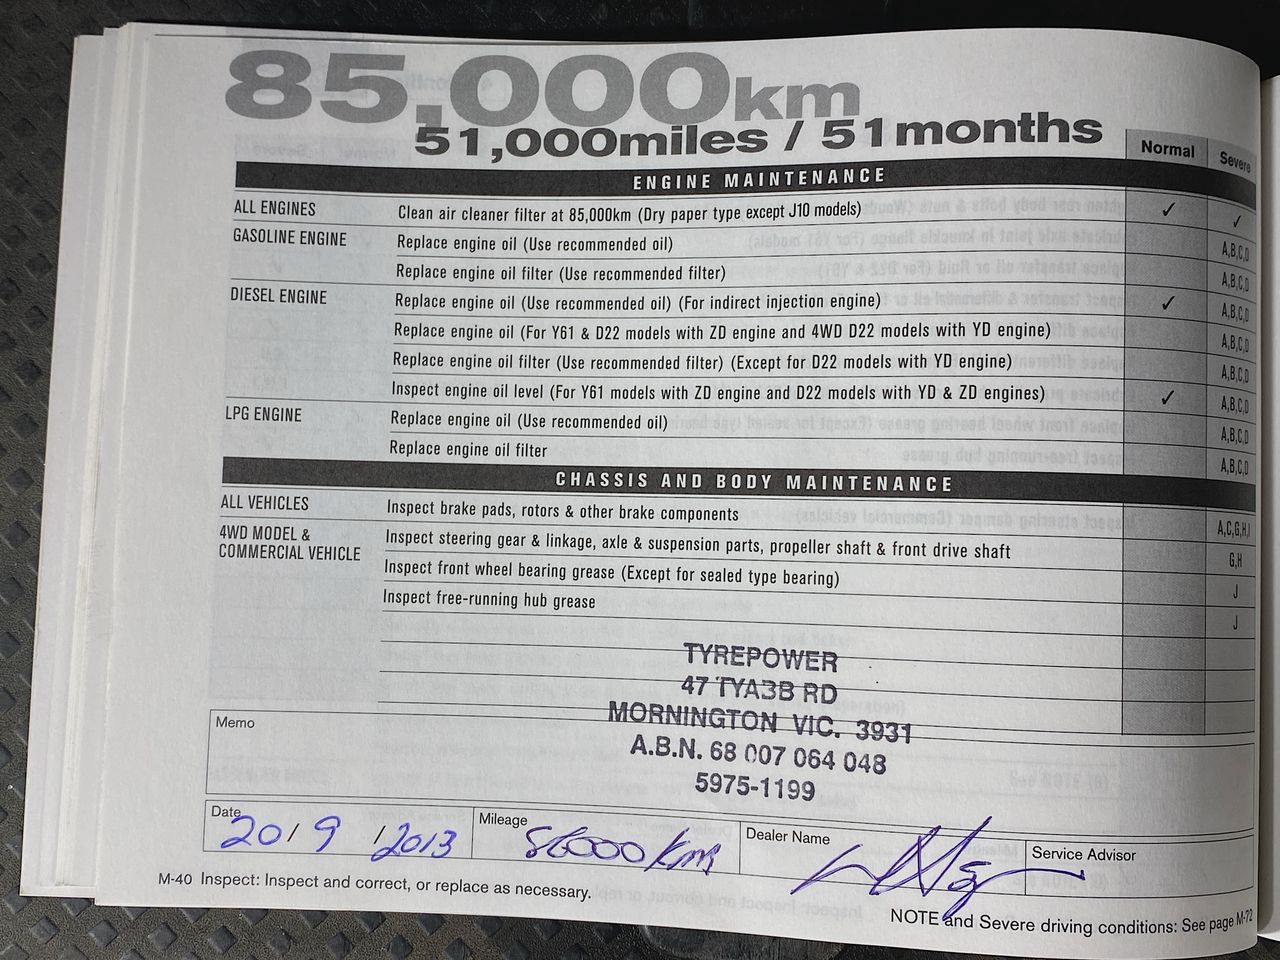 85,000km
51,000miles / 51months
Normal Severe
ENGINE MAINTENANCE
ALL ENGINES Clean air cleaner filter at 85,000km (Dry paper type except J10 models) ✓ ✓
GASOLINE ENGINE Replace engine oil (Use recommended oil) A,B,C,D
Replace engine oil filter (Use recommended filter) A,B,C,D
DIESEL ENGINE Replace engine oil (Use recommended oil) (For indirect injection engine) ✓ A,B,C,D
Replace engine oil (For Y61 & D22 models with ZD engine and 4WD D22 models with YD engine) A,B,C,D
Replace engine oil filter (Use recommended filter) (Except for D22 models with YD engine) A,B,C,D
Inspect engine oil level (For Y61 models with ZD engine and D22 models with YD & ZD engines) ✓ A,B,C,D
LPG ENGINE Replace engine oil (Use recommended oil) A,B,C,D
Replace engine oil filter A,B,C,D
CHASSIS AND BODY MAINTENANCE
ALL VEHICLES Inspect brake pads, rotors & other brake components A,C,G,H,I
4WD MODEL & Inspect steering gear & linkage, axle & suspension parts, propeller shaft & front drive shaft G,H
COMMERCIAL VEHICLE Inspect front wheel bearing grease (Except for sealed type bearing) J
Inspect free-running hub grease J
TYREPOWER
47 TYABB RD
MORNINGTON VIC. 3931
A.B.N. 68 007 064 048
5975-1199
Memo
Date 20/9/2013 Mileage 86000 kms Dealer Name Service Advisor
M-40 Inspect: Inspect and correct, or replace as necessary.
NOTE and Severe driving conditions: See page M-72